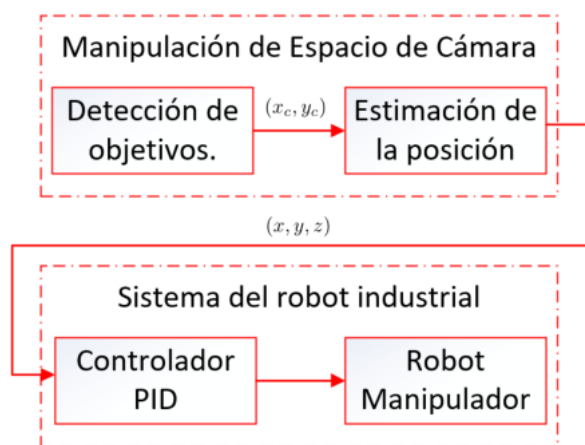 Manipulación de Espacio de Cámara
Detección de
objetivos.
(x_c, y_c)
Estimación de
la posición
(x, y, z)
Sistema del robot industrial
Controlador
PID
Robot
Manipulador